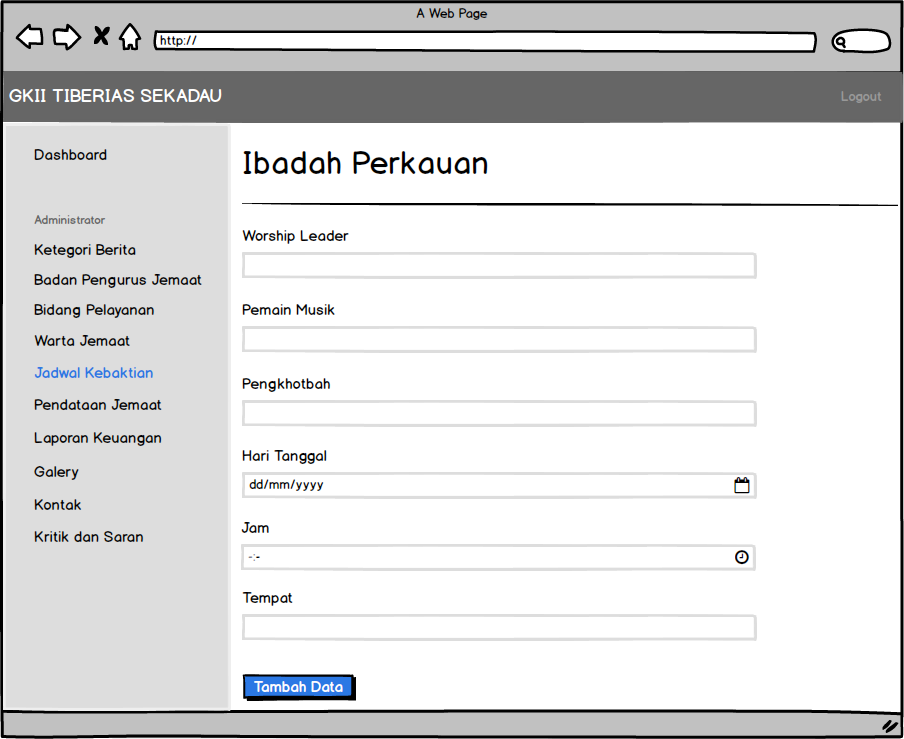 A Web Page
http://
GKII TIBERIAS SEKADAU
Logout
Dashboard
Administrator
Ketegori Berita
Badan Pengurus Jemaat
Bidang Pelayanan
Warta Jemaat
Jadwal Kebaktian
Pendataan Jemaat
Laporan Keuangan
Galery
Kontak
Kritik dan Saran
Ibadah Perkauan
Worship Leader
Pemain Musik
Pengkhotbah
Hari Tanggal
dd/mm/yyyy
Jam
-:-
Tempat
Tambah Data